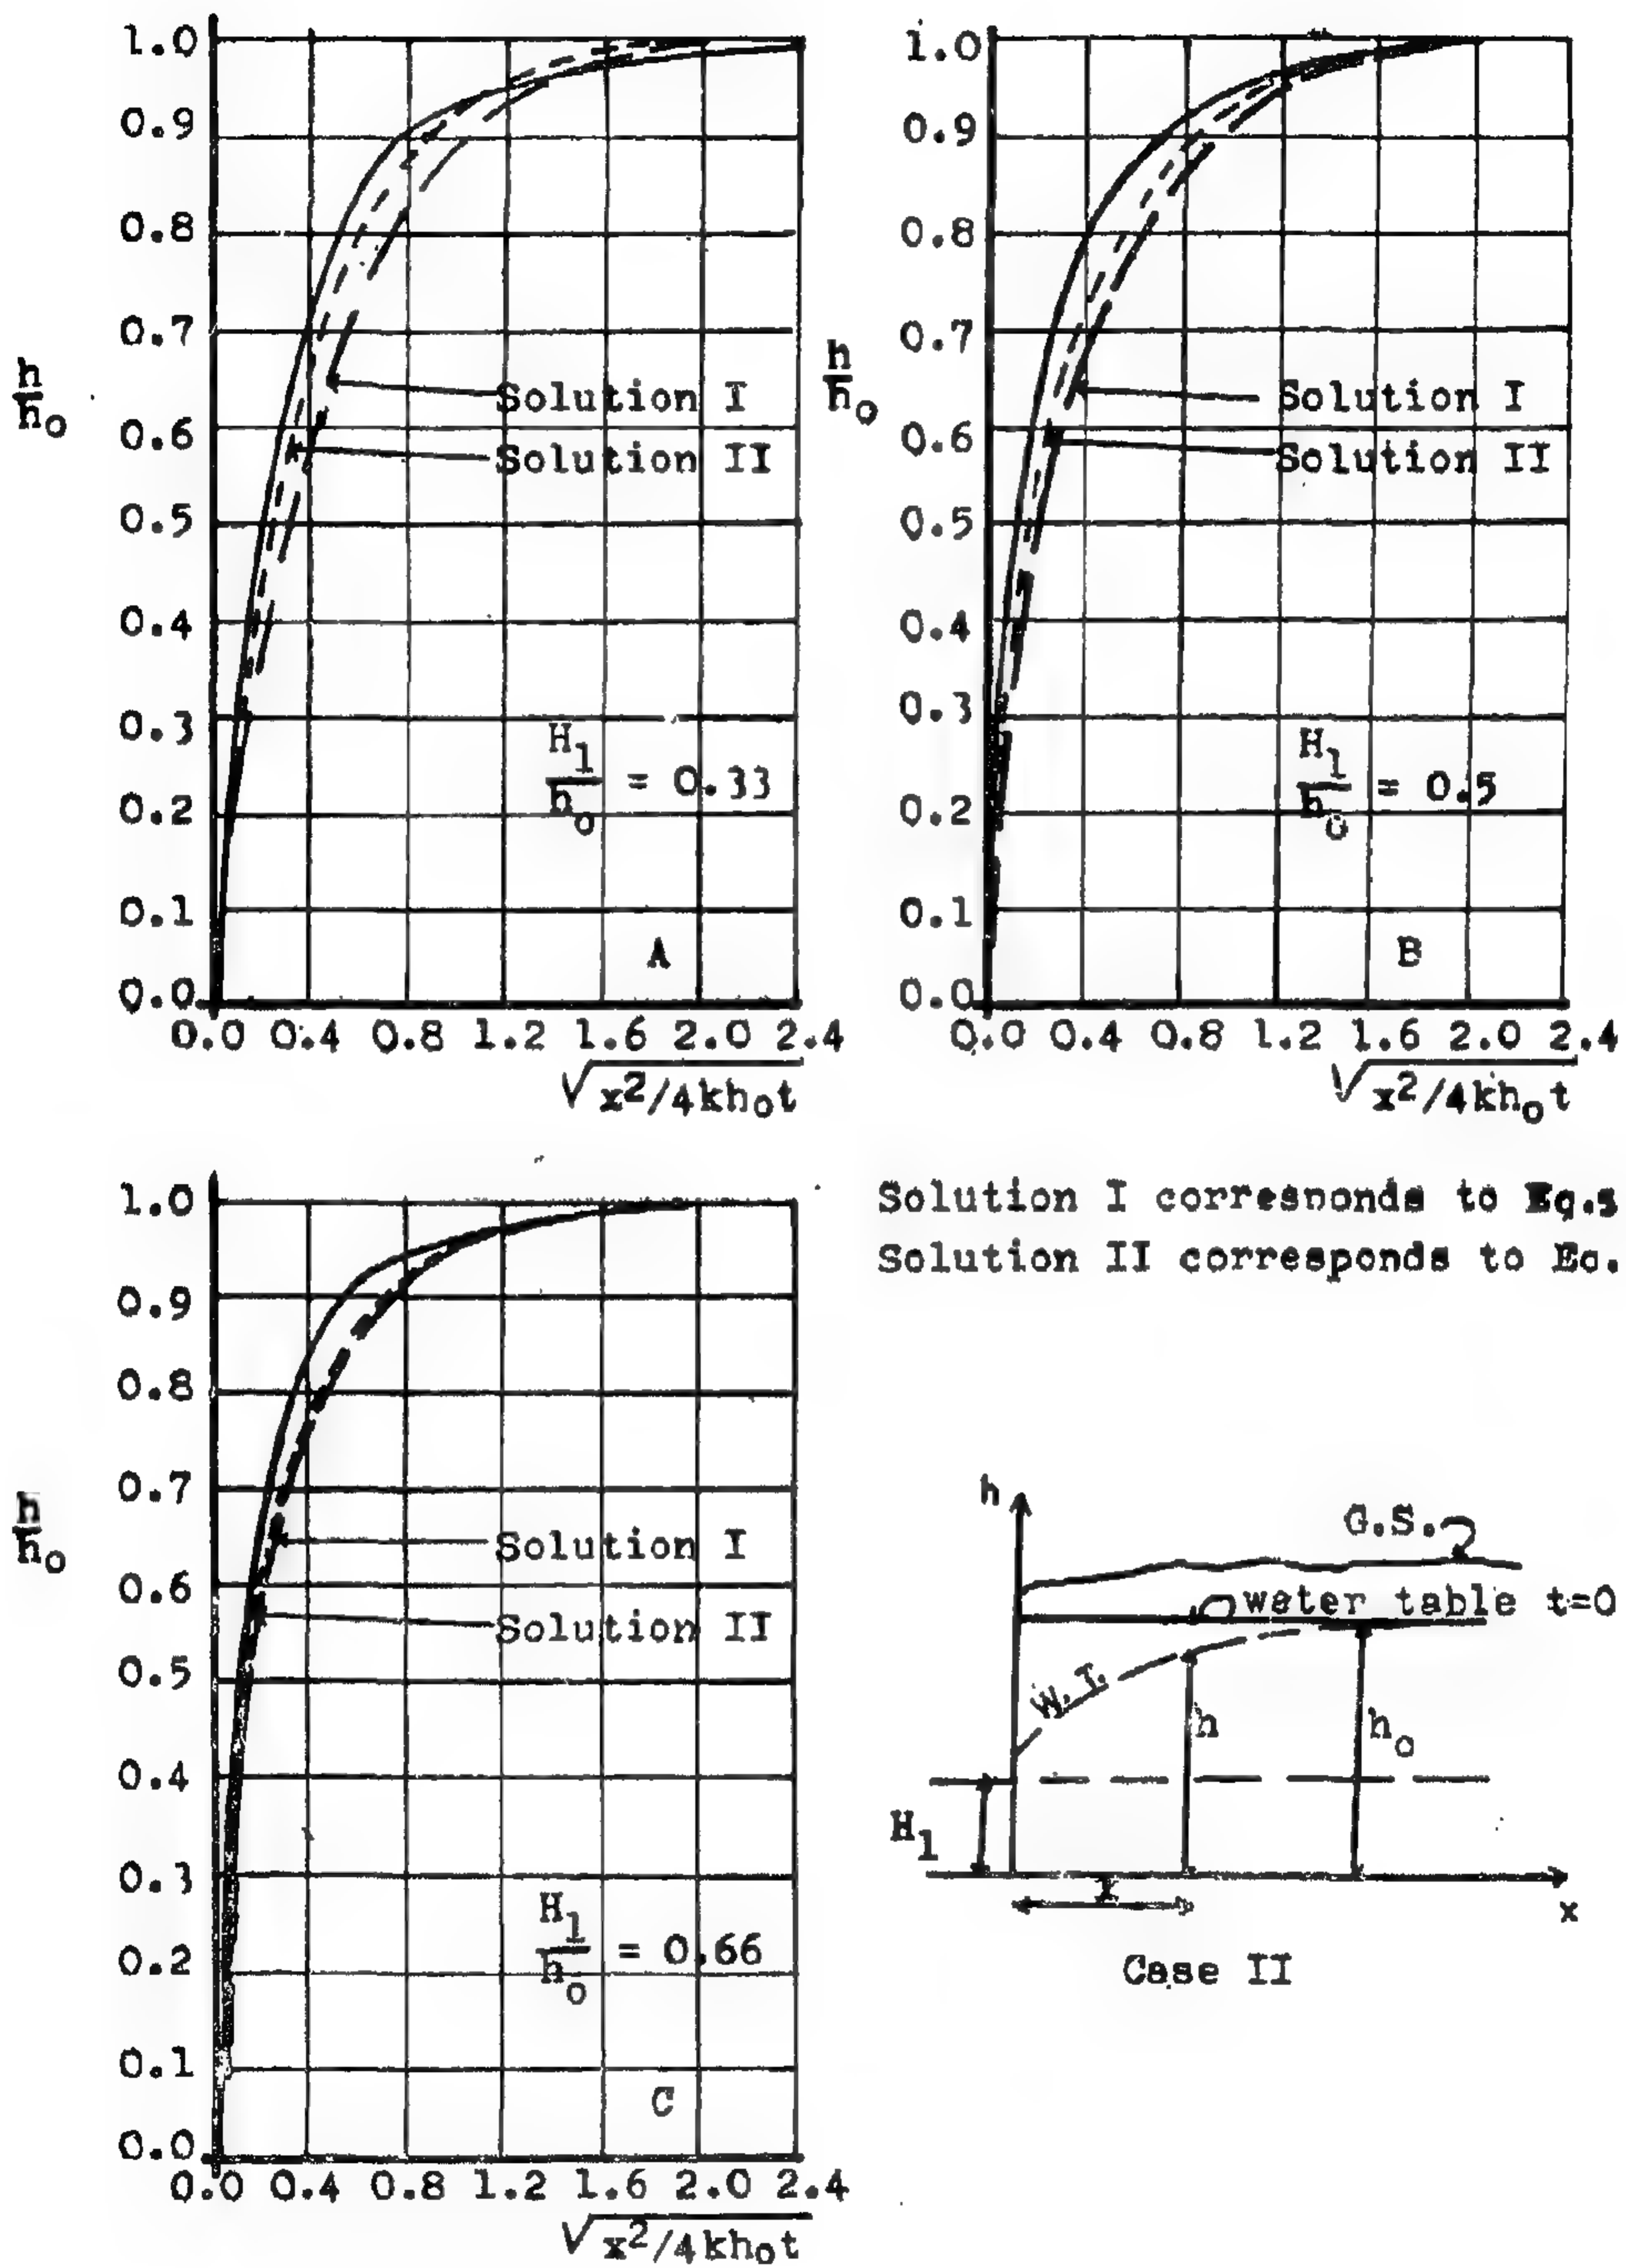 1.0
0.9
0.8
0.7
0.6
0.5
0.4
0.3
0.2
0.1
0.0
h/h₀
Solution I
Solution II
H₁/h₀ = 0.33
A
0.0 0.4 0.8 1.2 1.6 2.0 2.4
√x²/4kh₀t
1.0
0.9
0.8
0.7
0.6
0.5
0.4
0.3
0.2
0.1
0.0
h/h₀
Solution I
Solution II
H₁/h₀ = 0.5
B
0.0 0.4 0.8 1.2 1.6 2.0 2.4
√x²/4kh₀t
1.0
0.9
0.8
0.7
0.6
0.5
0.4
0.3
0.2
0.1
0.0
h/h₀
Solution I
Solution II
H₁/h₀ = 0.66
C
0.0 0.4 0.8 1.2 1.6 2.0 2.4
√x²/4kh₀t
Solution I corresponds to Eq.s
Solution II corresponds to Eq.
h
G.S.
water table t=0
W.T.
h
h₀
H₁
x
x
Case II